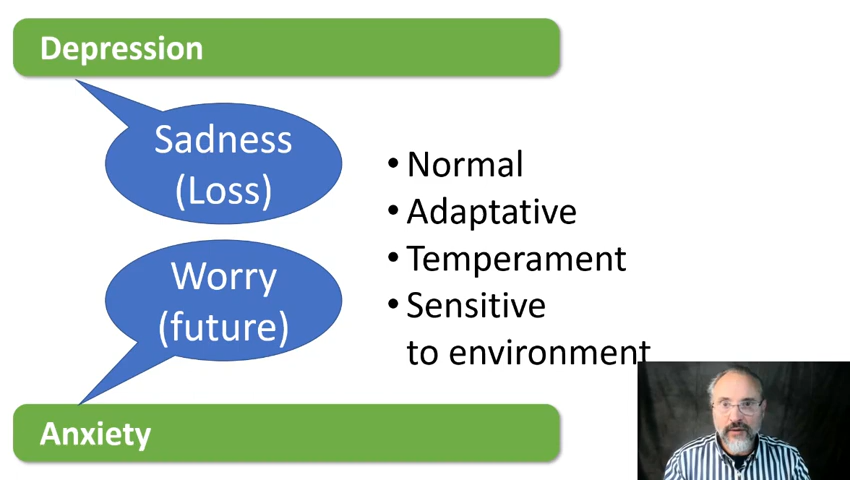 Depression
Sadness
(Loss)
• Normal
• Adaptative
• Temperament
• Sensitive
to environment
Worry
(future)
Anxiety